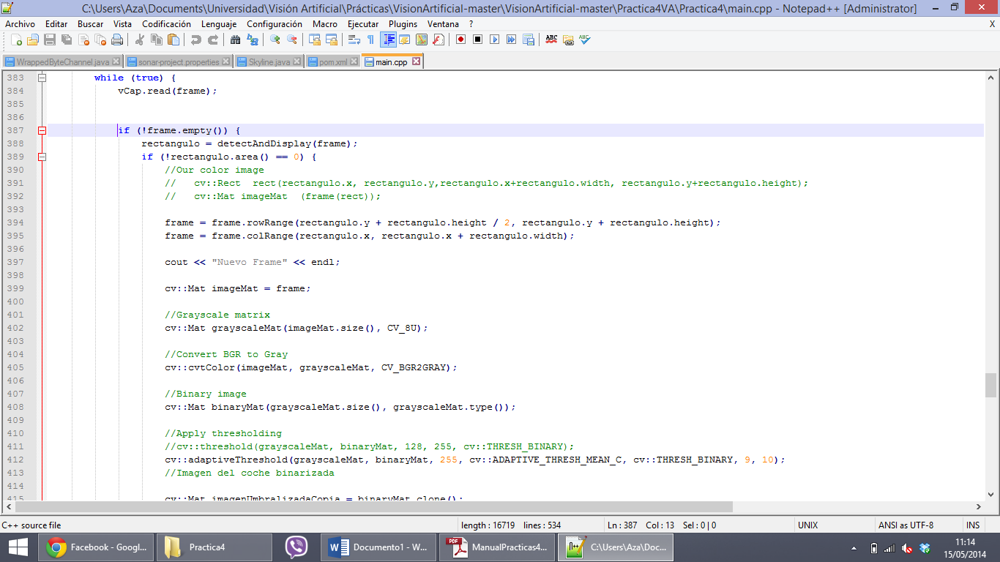 C:\Users\Aza\Documents\Universidad\Visión Artificial\Prácticas\VisionArtificial-master\VisionArtificial-master\Practica4VA\Practica4\main.cpp - Notepad++ [Administrator]
Archivo Editar Buscar Vista Codificación Lenguaje Configuración Macro Ejecutar Plugins Ventana ? X
WrappedByteChannel.java sonar-project.properties Skyline.java pom.xml main.cpp
383 while (true) {
384 vCap.read(frame);
385
386
387 if (!frame.empty()) {
388 rectangulo = detectAndDisplay(frame);
389 if (!rectangulo.area() == 0) {
390 //Our color image
391 // cv::Rect rect(rectangulo.x, rectangulo.y,rectangulo.x+rectangulo.width, rectangulo.y+rectangulo.height);
392 // cv::Mat imageMat (frame(rect));
393
394 frame = frame.rowRange(rectangulo.y + rectangulo.height / 2, rectangulo.y + rectangulo.height);
395 frame = frame.colRange(rectangulo.x, rectangulo.x + rectangulo.width);
396
397 cout << "Nuevo Frame" << endl;
398
399 cv::Mat imageMat = frame;
400
401 //Grayscale matrix
402 cv::Mat grayscaleMat(imageMat.size(), CV_8U);
403
404 //Convert BGR to Gray
405 cv::cvtColor(imageMat, grayscaleMat, CV_BGR2GRAY);
406
407 //Binary image
408 cv::Mat binaryMat(grayscaleMat.size(), grayscaleMat.type());
409
410 //Apply thresholding
411 //cv::threshold(grayscaleMat, binaryMat, 128, 255, cv::THRESH_BINARY);
412 cv::adaptiveThreshold(grayscaleMat, binaryMat, 255, cv::ADAPTIVE_THRESH_MEAN_C, cv::THRESH_BINARY, 9, 10);
413 //Imagen del coche binarizada
414
415 cv::Mat imagenUmbralizadaCopia = binaryMat.clone();
C++ source file length : 16719 lines : 534 Ln : 387 Col : 13 Sel : 0 | 0 UNIX ANSI as UTF-8 INS
Facebook - Googl... Practica4 Documento1 - W... ManualPracticas4... C:\Users\Aza\Doc... 11:14
15/05/2014